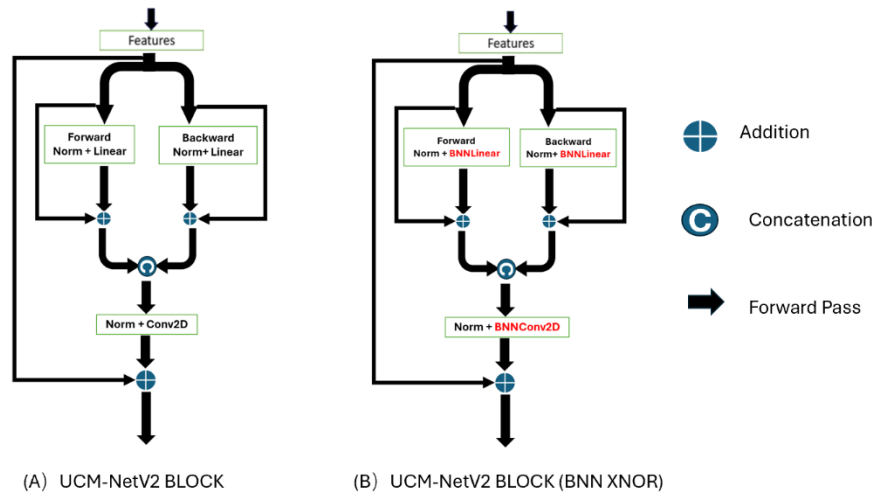 Features
Forward
Norm + Linear
Backward
Norm+ Linear
C
Norm + Conv2D
(A) UCM-NetV2 BLOCK
Features
Forward
Norm + BNNLinear
Backward
Norm+ BNNLinear
C
Norm + BNNConv2D
(B) UCM-NetV2 BLOCK (BNN XNOR)
Addition
C
Concatenation
Forward Pass